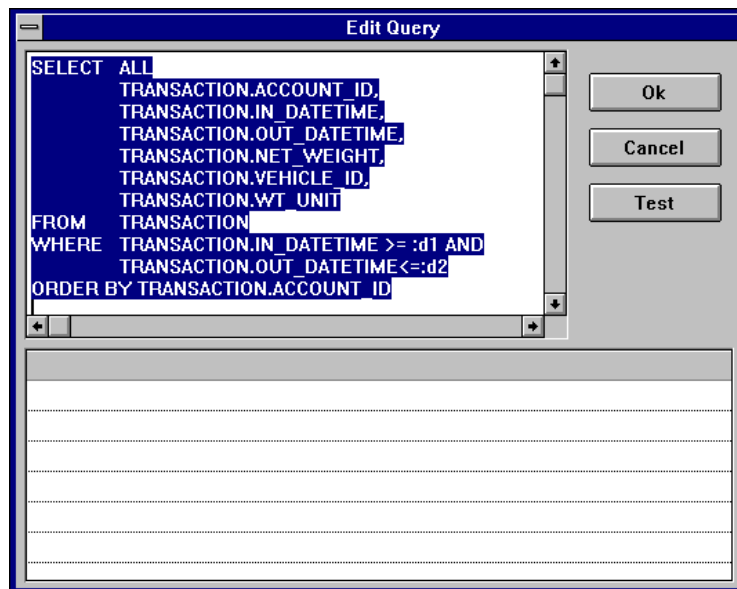 Edit Query
SELECT ALL
TRANSACTION.ACCOUNT_ID,
TRANSACTION.IN_DATETIME,
TRANSACTION.OUT_DATETIME,
TRANSACTION.NET_WEIGHT,
TRANSACTION.VEHICLE_ID,
TRANSACTION.WT_UNIT
FROM TRANSACTION
WHERE TRANSACTION.IN_DATETIME >= :d1 AND
TRANSACTION.OUT_DATETIME<=:d2
ORDER BY TRANSACTION.ACCOUNT_ID
Ok
Cancel
Test